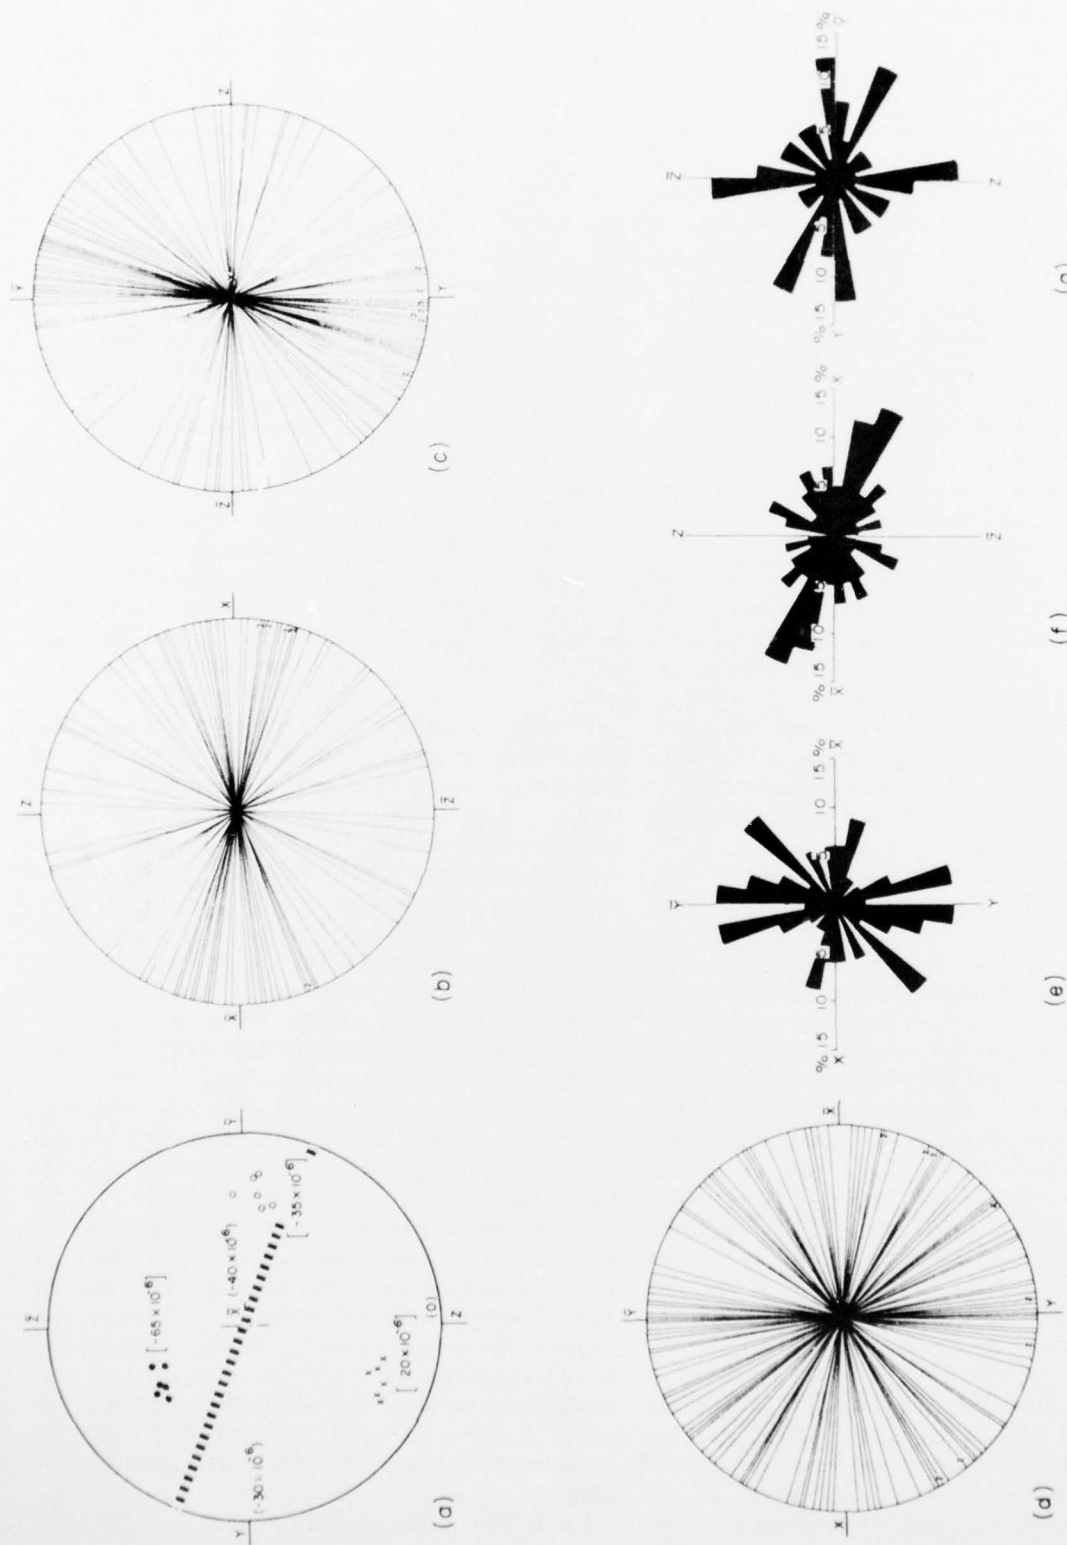 Z̄
[-65×10⁻⁶]
Y
X̄ (-40×10⁻⁶)
Ȳ
(-30×10⁻⁶)
[-35×10⁻⁶]
[20×10⁻⁶]
(0)
Z
(a)
Z
X̄
X
Z̄
(b)
Ȳ
Z̄
X
Z
Y
(c)
Ȳ
X
X̄
Y
(d)
Ȳ
% 15 10 5 5 10 15 %
X X̄
Y
(e)
Z
% 15 10 5 5 10 15 %
X̄ X
Z̄
(f)
Z̄
% 15 10 5 5 10 15 %
Y Ȳ
Z
(g)